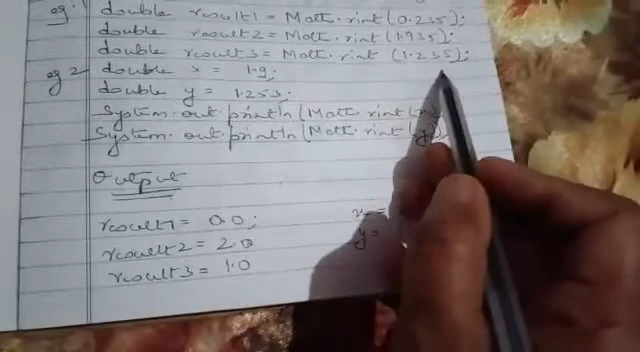 eg. 1 double result1 = Math.rint(0.235);
double result2 = Math.rint(1.935);
double result3 = Math.rint (1.235);
eg 2 double x = 1.9;
double y = 1.253;
System.out.println(Math.rint(
System.out.println(Math.rint(y)
Output
result1 = 0.0;
result2 = 2.0
result3 = 1.0
x =
y =